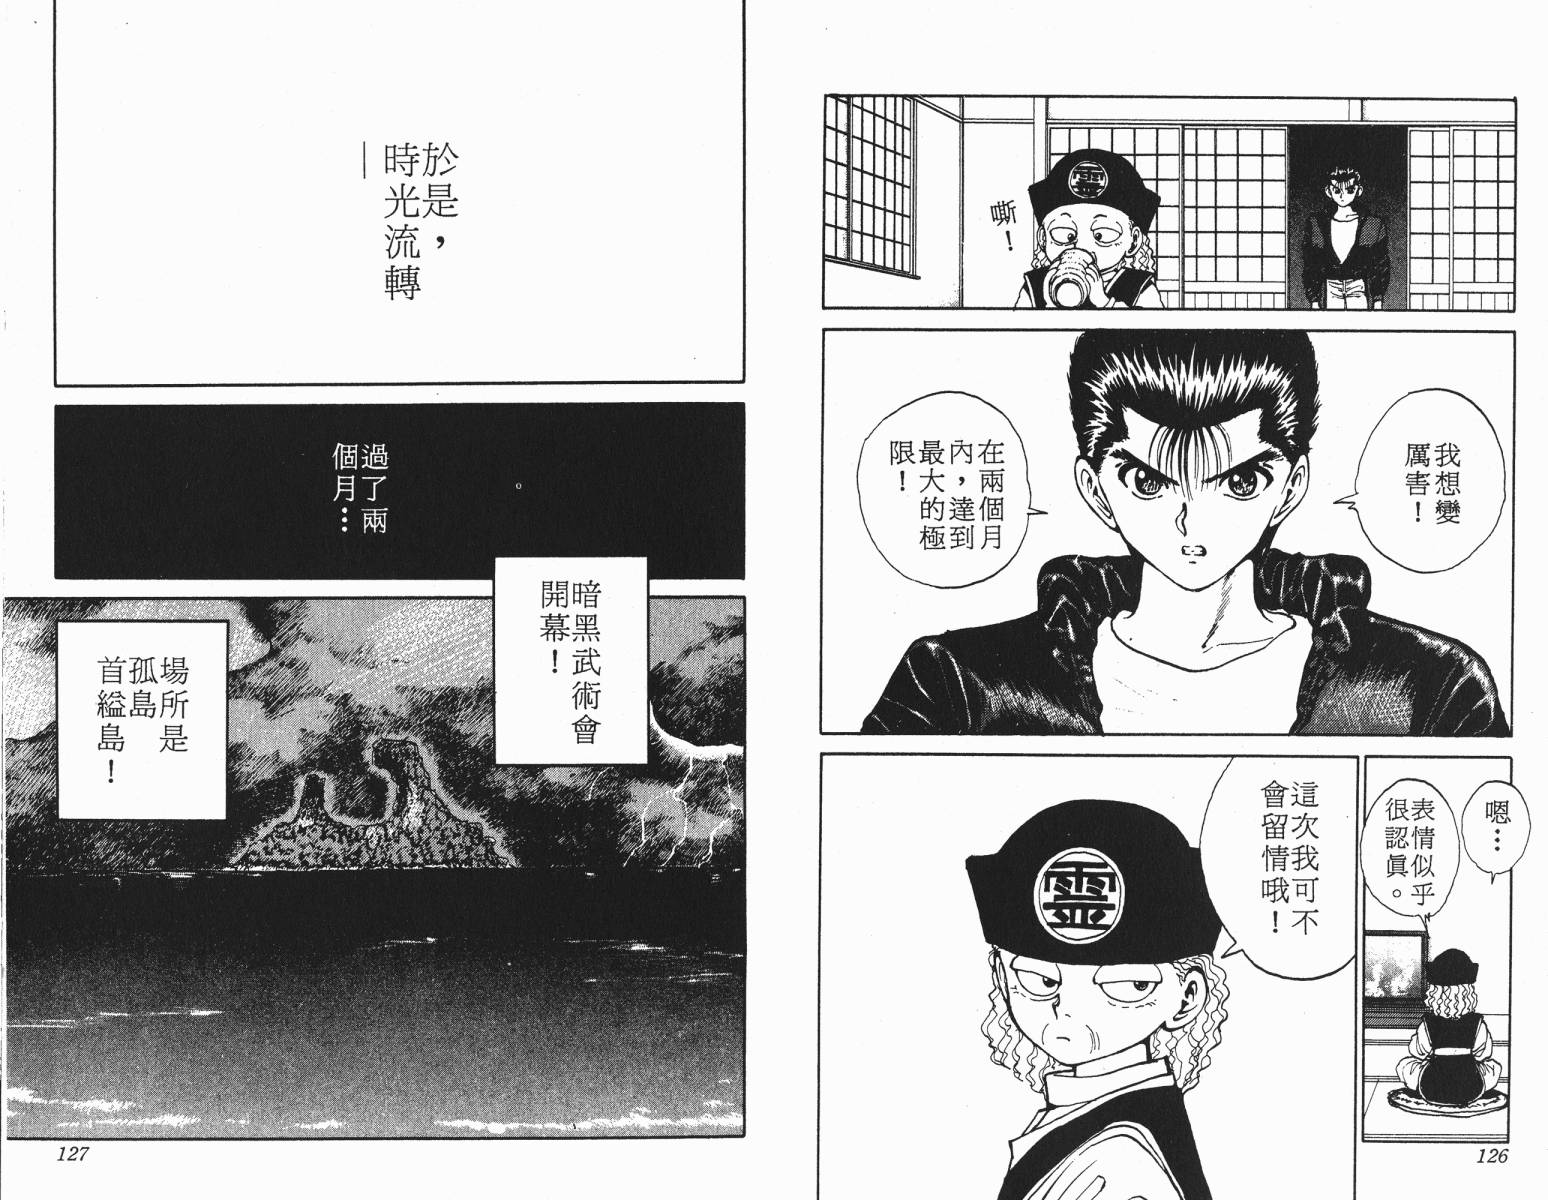 靈
嘶！
我想變
厲害！
在兩個月
內，達到
最大的極
限！
嗯…
表情似乎
很認真。
這次我可不
會留情哦！
靈
126
於是，
時光流轉
—
過了兩
個月…
暗黑武術會
開幕！
場所是
孤島
首縊島！
127